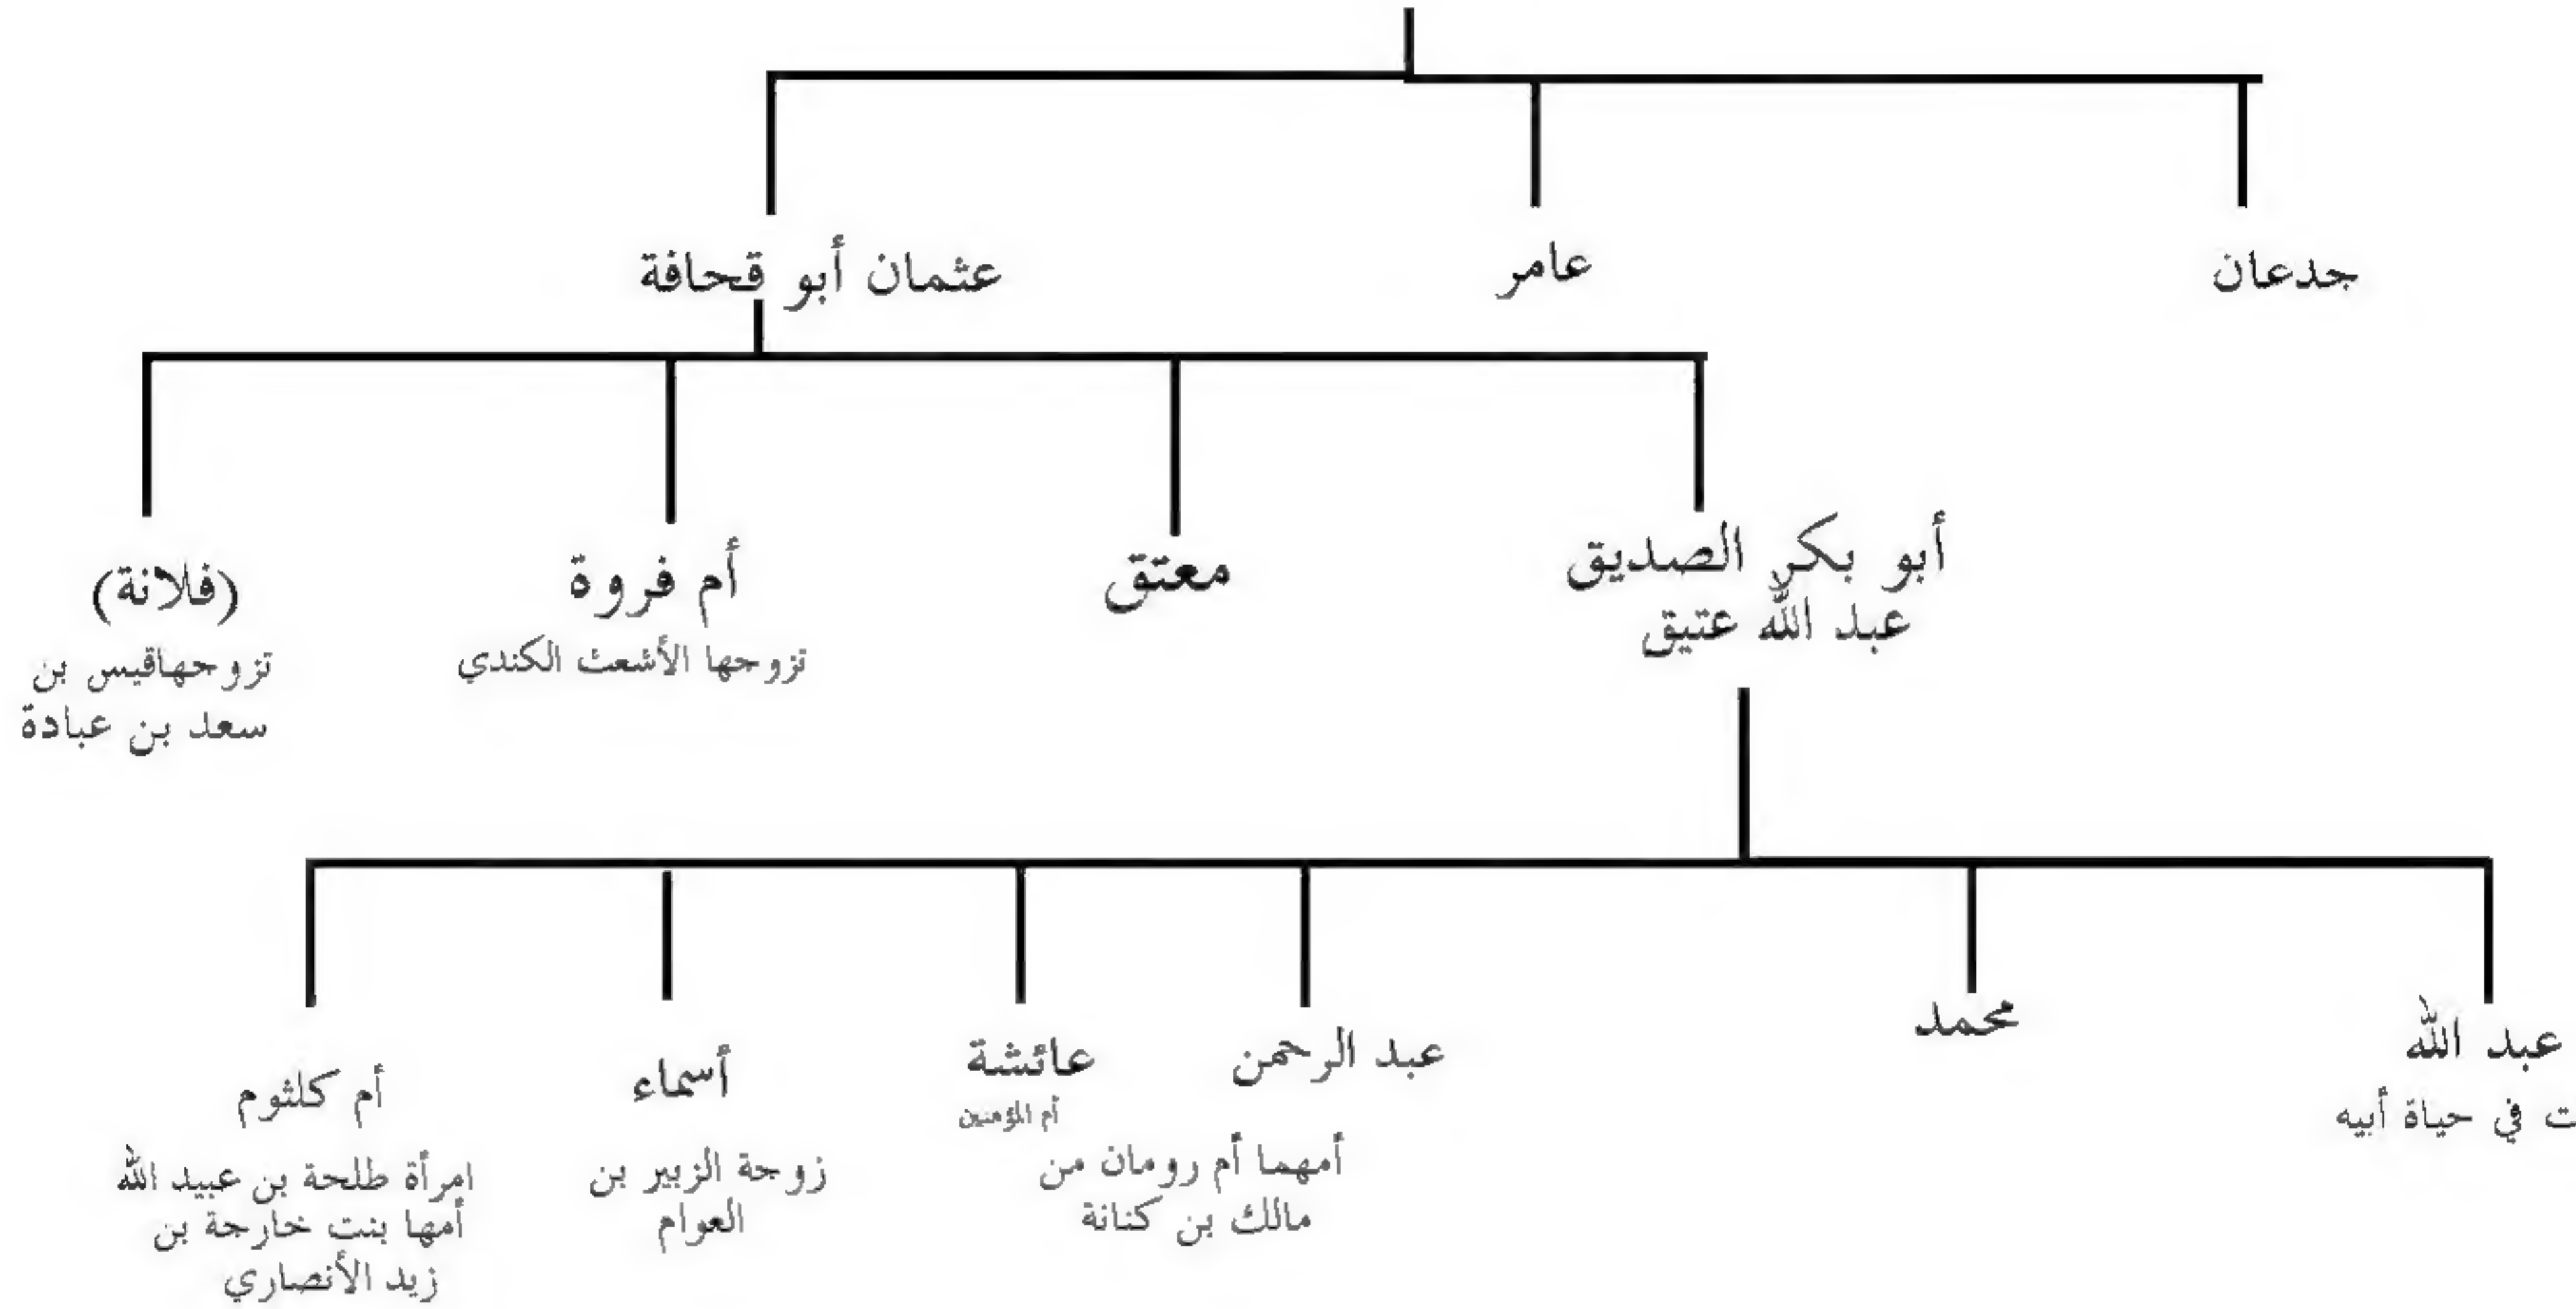 جدعان
عامر
عثمان أبو قحافة
أبو بكر الصديق
عبد الله عتيق
معتق
أم فروة
تزوجها الأشعث الكندي
(فلانة)
تزوجهاقيس بن
سعد بن عبادة
عبد الله
في حياة أبيه
محمد
عبد الرحمن
عائشة
أم المؤمنين
أمهما أم رومان من
مالك بن كنانة
أسماء
زوجة الزبير بن
العوام
أم كلثوم
امرأة طلحة بن عبيد الله
أمها بنت خارجة بن
زيد الأنصاري